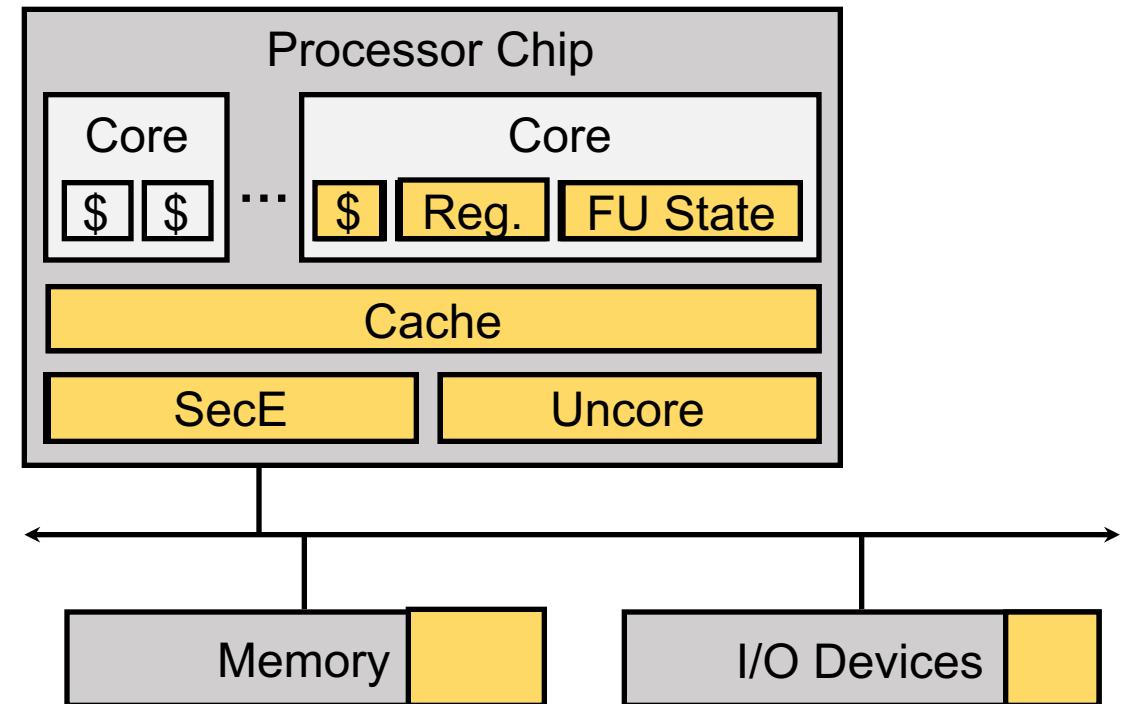 Processor Chip
Core
Core
$ $ ... $ Reg. FU State
Cache
SecE
Uncore
Memory
I/O Devices